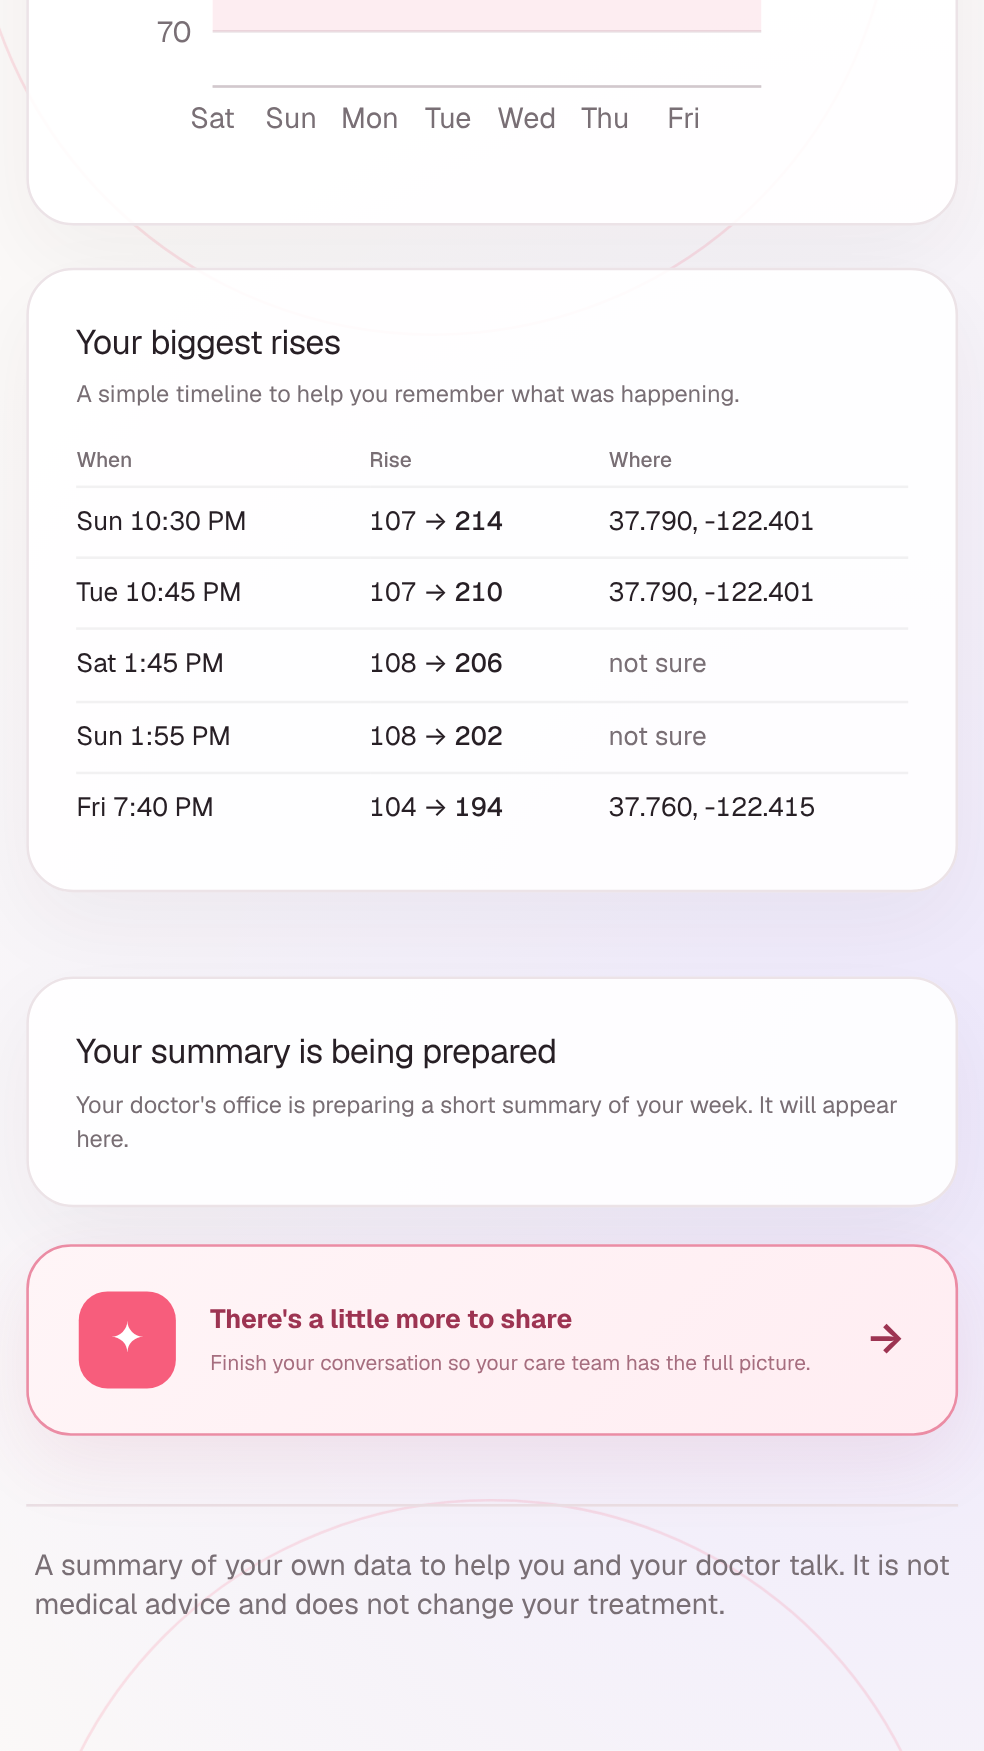 70
Sat Sun Mon Tue Wed Thu Fri
Your biggest rises
A simple timeline to help you remember what was happening.
When Rise Where
Sun 10:30 PM 107 → 214 37.790, -122.401
Tue 10:45 PM 107 → 210 37.790, -122.401
Sat 1:45 PM 108 → 206 not sure
Sun 1:55 PM 108 → 202 not sure
Fri 7:40 PM 104 → 194 37.760, -122.415
Your summary is being prepared
Your doctor's office is preparing a short summary of your week. It will appear
here.
There's a little more to share
Finish your conversation so your care team has the full picture.
A summary of your own data to help you and your doctor talk. It is not
medical advice and does not change your treatment.